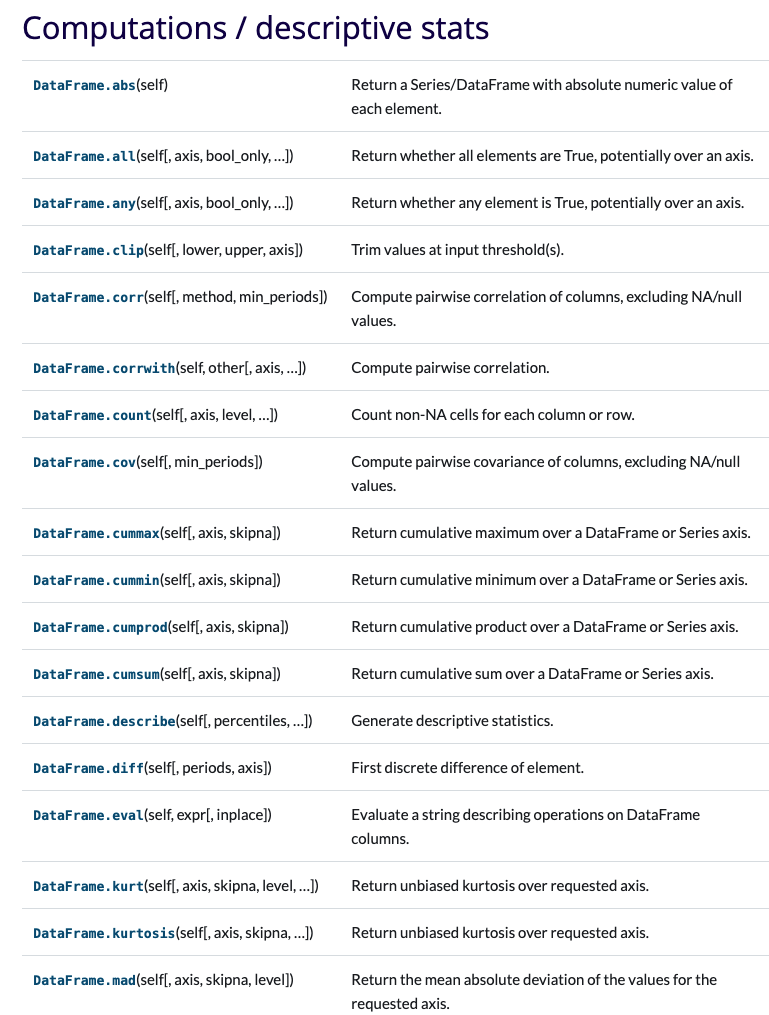 Computations / descriptive stats
DataFrame.abs(self) Return a Series/DataFrame with absolute numeric value of
each element.
DataFrame.all(self[, axis, bool_only, …]) Return whether all elements are True, potentially over an axis.
DataFrame.any(self[, axis, bool_only, …]) Return whether any element is True, potentially over an axis.
DataFrame.clip(self[, lower, upper, axis]) Trim values at input threshold(s).
DataFrame.corr(self[, method, min_periods]) Compute pairwise correlation of columns, excluding NA/null
values.
DataFrame.corrwith(self, other[, axis, …]) Compute pairwise correlation.
DataFrame.count(self[, axis, level, …]) Count non-NA cells for each column or row.
DataFrame.cov(self[, min_periods]) Compute pairwise covariance of columns, excluding NA/null
values.
DataFrame.cummax(self[, axis, skipna]) Return cumulative maximum over a DataFrame or Series axis.
DataFrame.cummin(self[, axis, skipna]) Return cumulative minimum over a DataFrame or Series axis.
DataFrame.cumprod(self[, axis, skipna]) Return cumulative product over a DataFrame or Series axis.
DataFrame.cumsum(self[, axis, skipna]) Return cumulative sum over a DataFrame or Series axis.
DataFrame.describe(self[, percentiles, …]) Generate descriptive statistics.
DataFrame.diff(self[, periods, axis]) First discrete difference of element.
DataFrame.eval(self, expr[, inplace]) Evaluate a string describing operations on DataFrame
columns.
DataFrame.kurt(self[, axis, skipna, level, …]) Return unbiased kurtosis over requested axis.
DataFrame.kurtosis(self[, axis, skipna, …]) Return unbiased kurtosis over requested axis.
DataFrame.mad(self[, axis, skipna, level]) Return the mean absolute deviation of the values for the
requested axis.